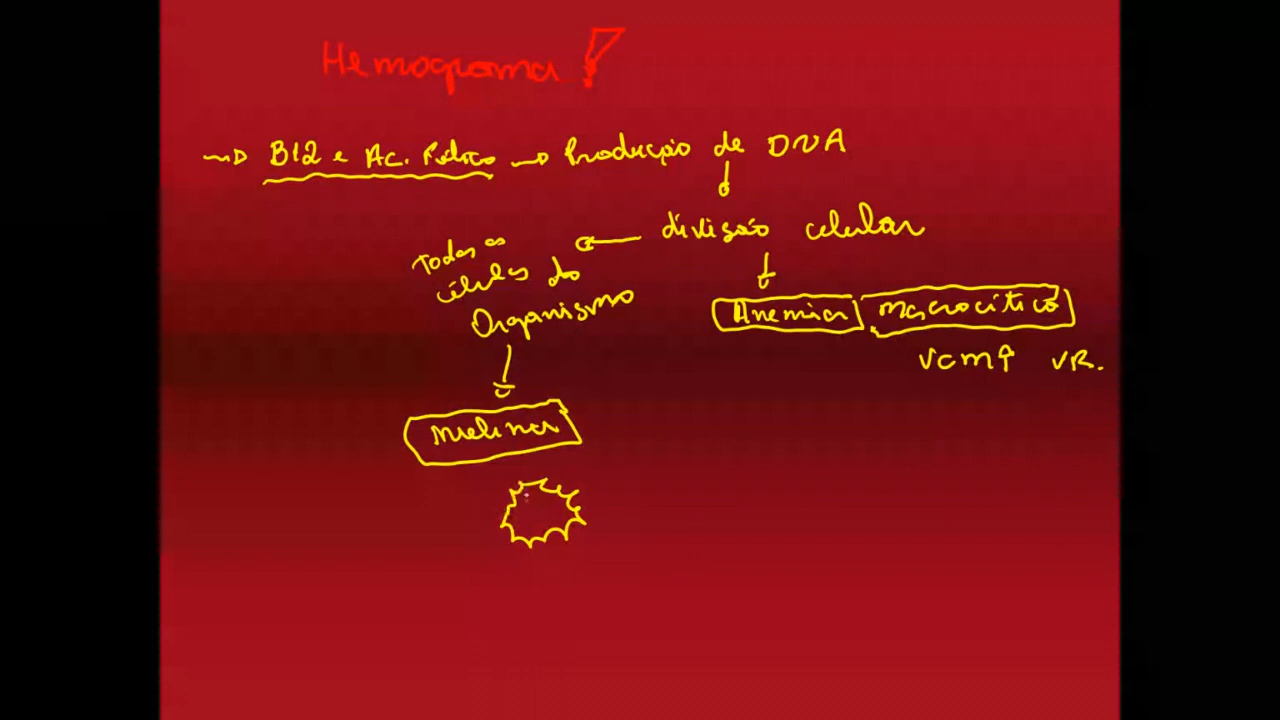 Hemograma!
B12 e Ac. Fólico → Produção de DNA
divisão celular
Todas as
células do
Organismo
Anemia Macrocítica
VCM↑ VR.
Mielina